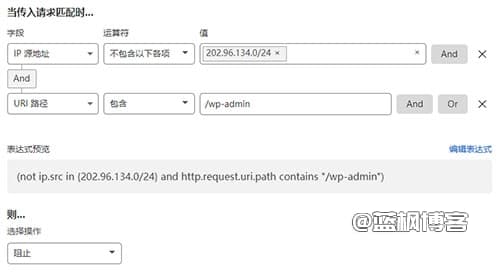 当传入请求匹配时...
字段 运算符 值
IP 源地址 不包含以下各项 202.96.134.0/24 × × And
And
URI 路径 包含 /wp-admin And Or
表达式预览 编辑表达式
(not ip.src in {202.96.134.0/24} and http.request.uri.path contains "/wp-admin")
则...
选择操作
阻止
@蓝枫博客